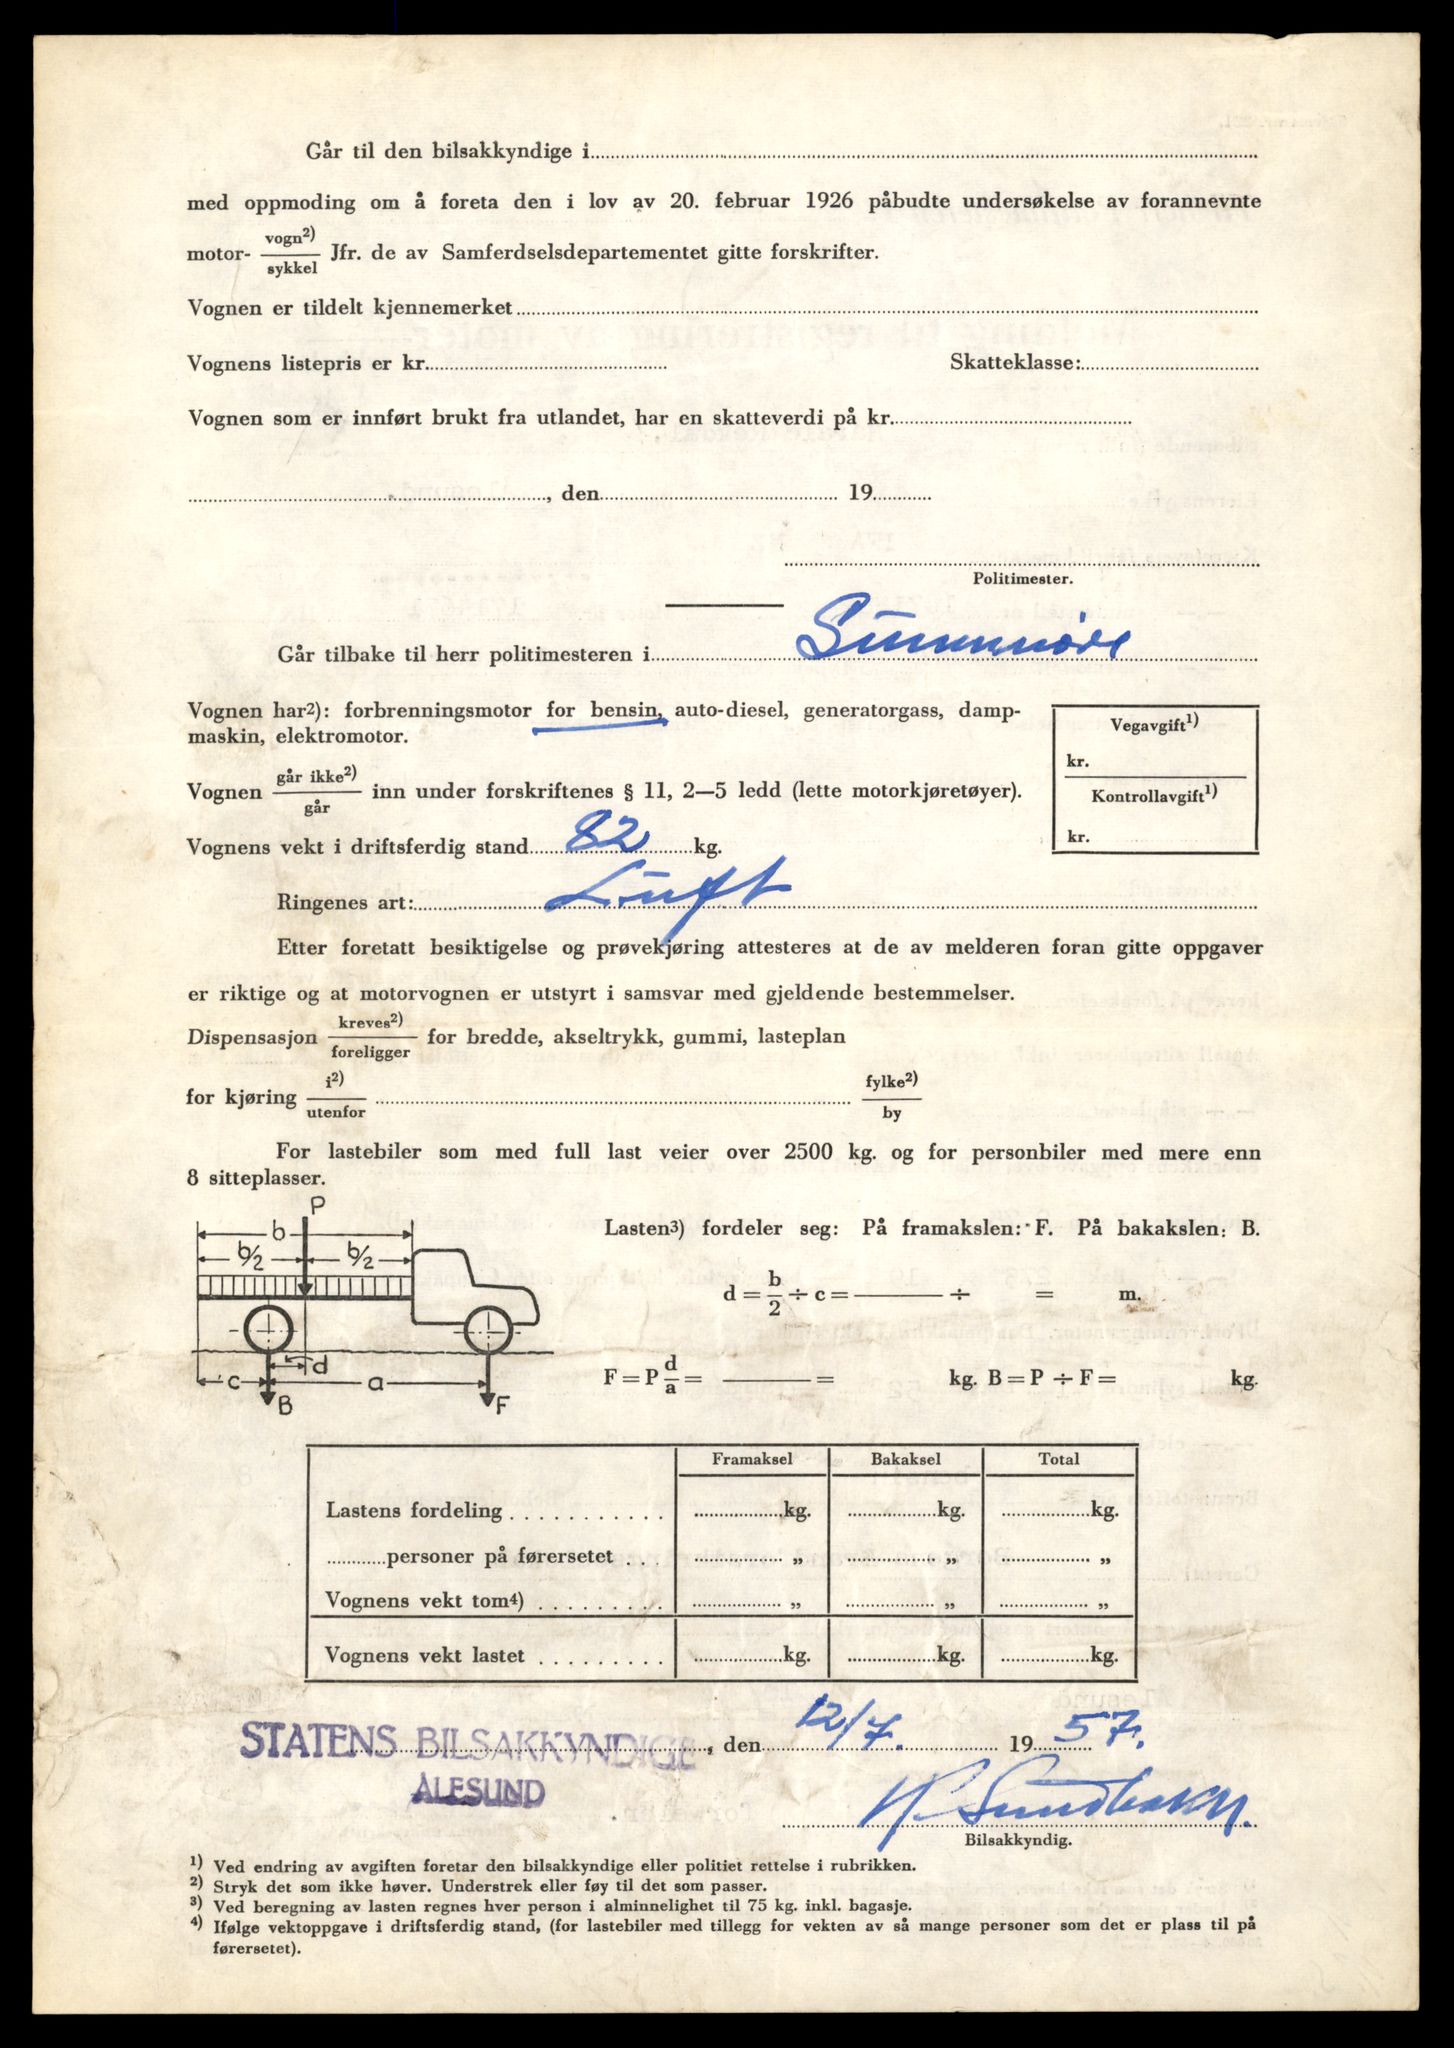 Går til den bilsakkyndige i
med oppmoding om å foreta den i lov av 20. februar 1926 påbudte undersøkelse av forannevnte
motor- vogn2) / sykkel Jfr. de av Samferdselsdepartementet gitte forskrifter.
Vognen er tildelt kjennemerket
Vognens listepris er kr. Skatteklasse:
Vognen som er innført brukt fra utlandet, har en skatteverdi på kr.
, den 19
Politimester.
Går tilbake til herr politimesteren i Sunnmøre
Vognen har2): forbrenningsmotor for bensin, auto-diesel, generatorgass, damp-
maskin, elektromotor.
Vegavgift1)
kr.
Kontrollavgift1)
kr.
Vognen går ikke2) / går inn under forskriftenes § 11, 2—5 ledd (lette motorkjøretøyer).
Vognens vekt i driftsferdig stand 82 kg.
Ringenes art: Luft
Etter foretatt besiktigelse og prøvekjøring attesteres at de av melderen foran gitte oppgaver
er riktige og at motorvognen er utstyrt i samsvar med gjeldende bestemmelser.
Dispensasjon kreves2) / foreligger for bredde, akseltrykk, gummi, lasteplan
for kjøring i2) / utenfor fylke2) / by
For lastebiler som med full last veier over 2500 kg. og for personbiler med mere enn
8 sitteplasser.
P
b
b/2 b/2
d
c a
B F
Lasten3) fordeler seg: På framakslen: F. På bakakslen: B.
d = b/2 ÷ c = ÷ = m.
F = P d/a = = kg. B = P ÷ F = kg.
Framaksel Bakaksel Total
Lastens fordeling kg. kg. kg.
personer på førersetet „ „ „
Vognens vekt tom4) „ „ „
Vognens vekt lastet kg. kg. kg.
STATENS BILSAKKYNDIGE, den 12/7. 1957.
ÅLESUND
Sundbakk
Bilsakkyndig.
1) Ved endring av avgiften foretar den bilsakkyndige eller politiet rettelse i rubrikken.
2) Stryk det som ikke høver. Understrek eller føy til det som passer.
3) Ved beregning av lasten regnes hver person i alminnelighet til 75 kg. inkl. bagasje.
4) Ifølge vektoppgave i driftsferdig stand, (for lastebiler med tillegg for vekten av så mange personer som det er plass til på
førersetet).